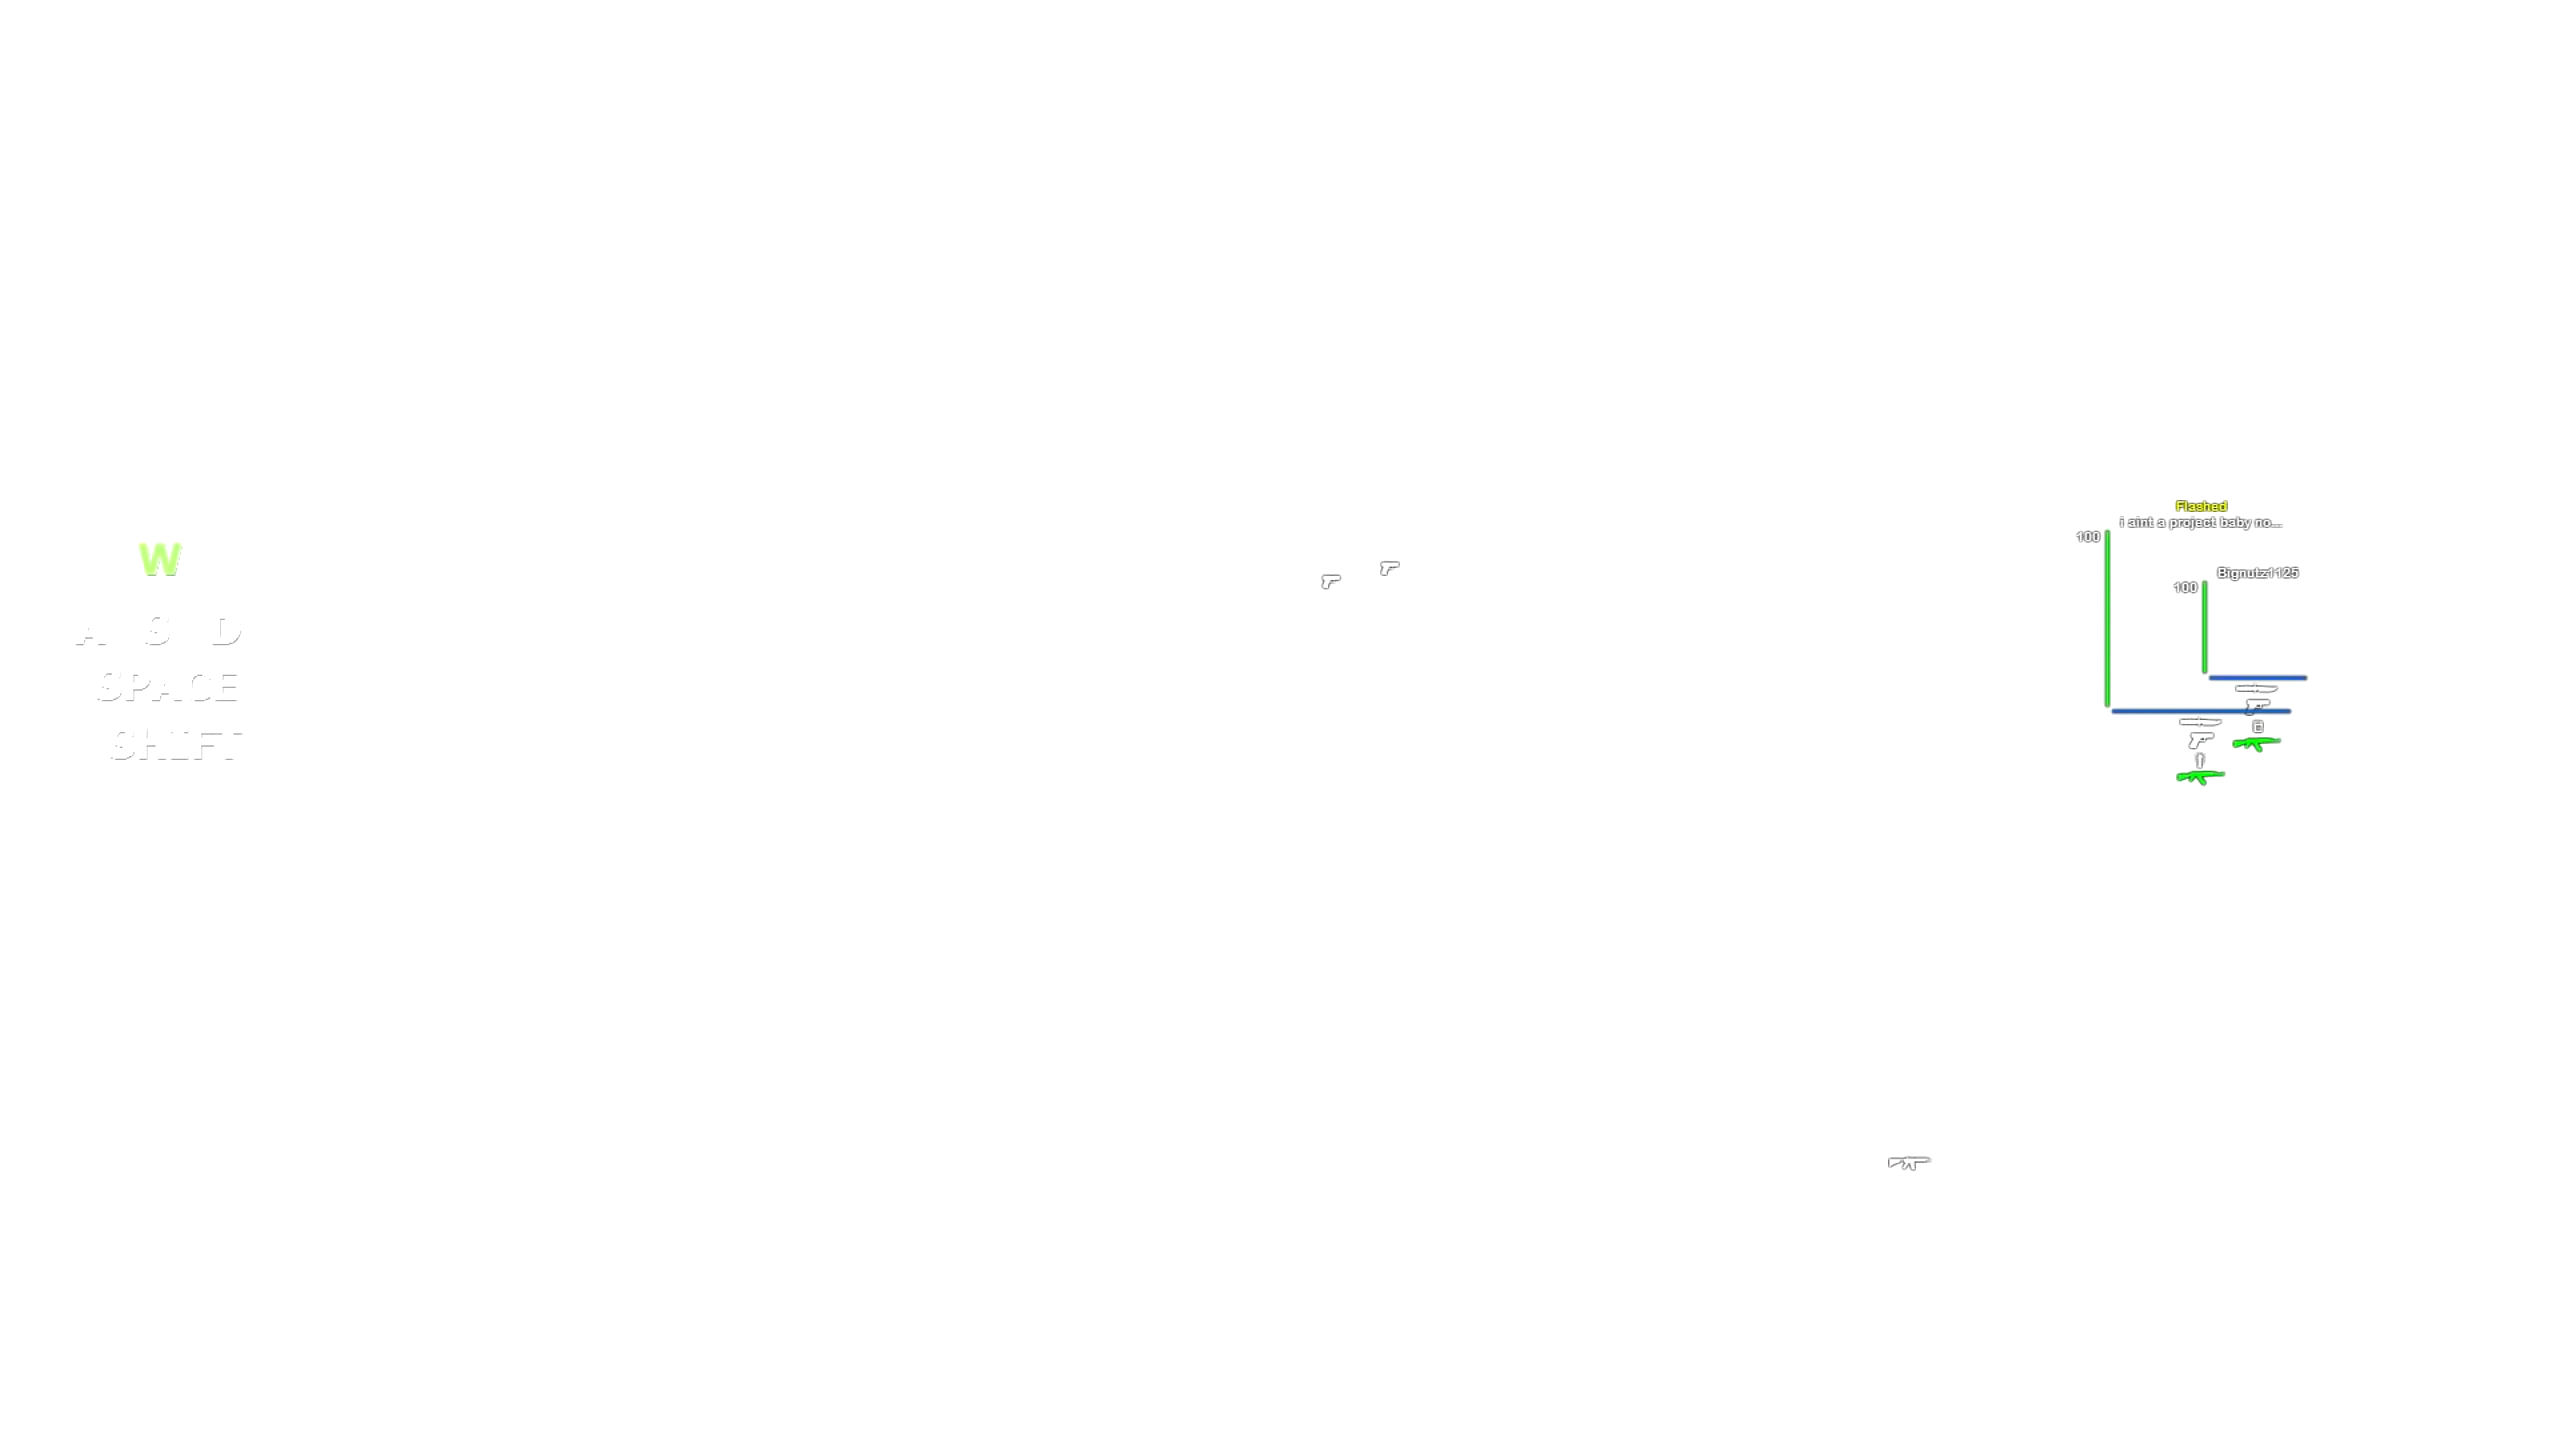 W
A S D
SPACE
SHIFT
Flashed
i aint a project baby no...
100
Bignutz1125
100